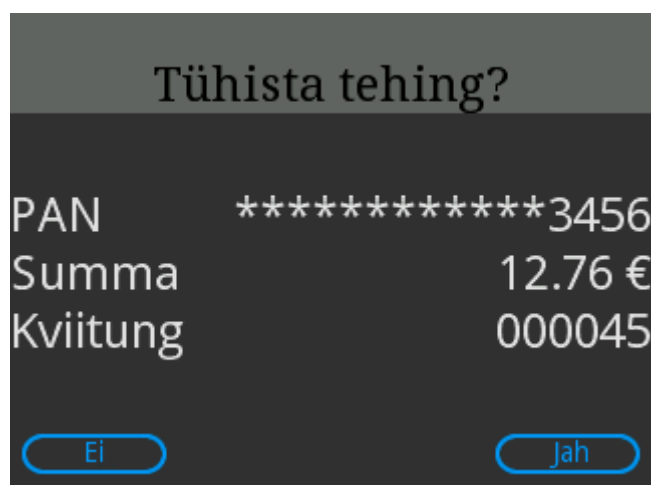 Tühista tehing?
PAN ************3456
Summa 12.76 €
Kviitung 000045
Ei Jah